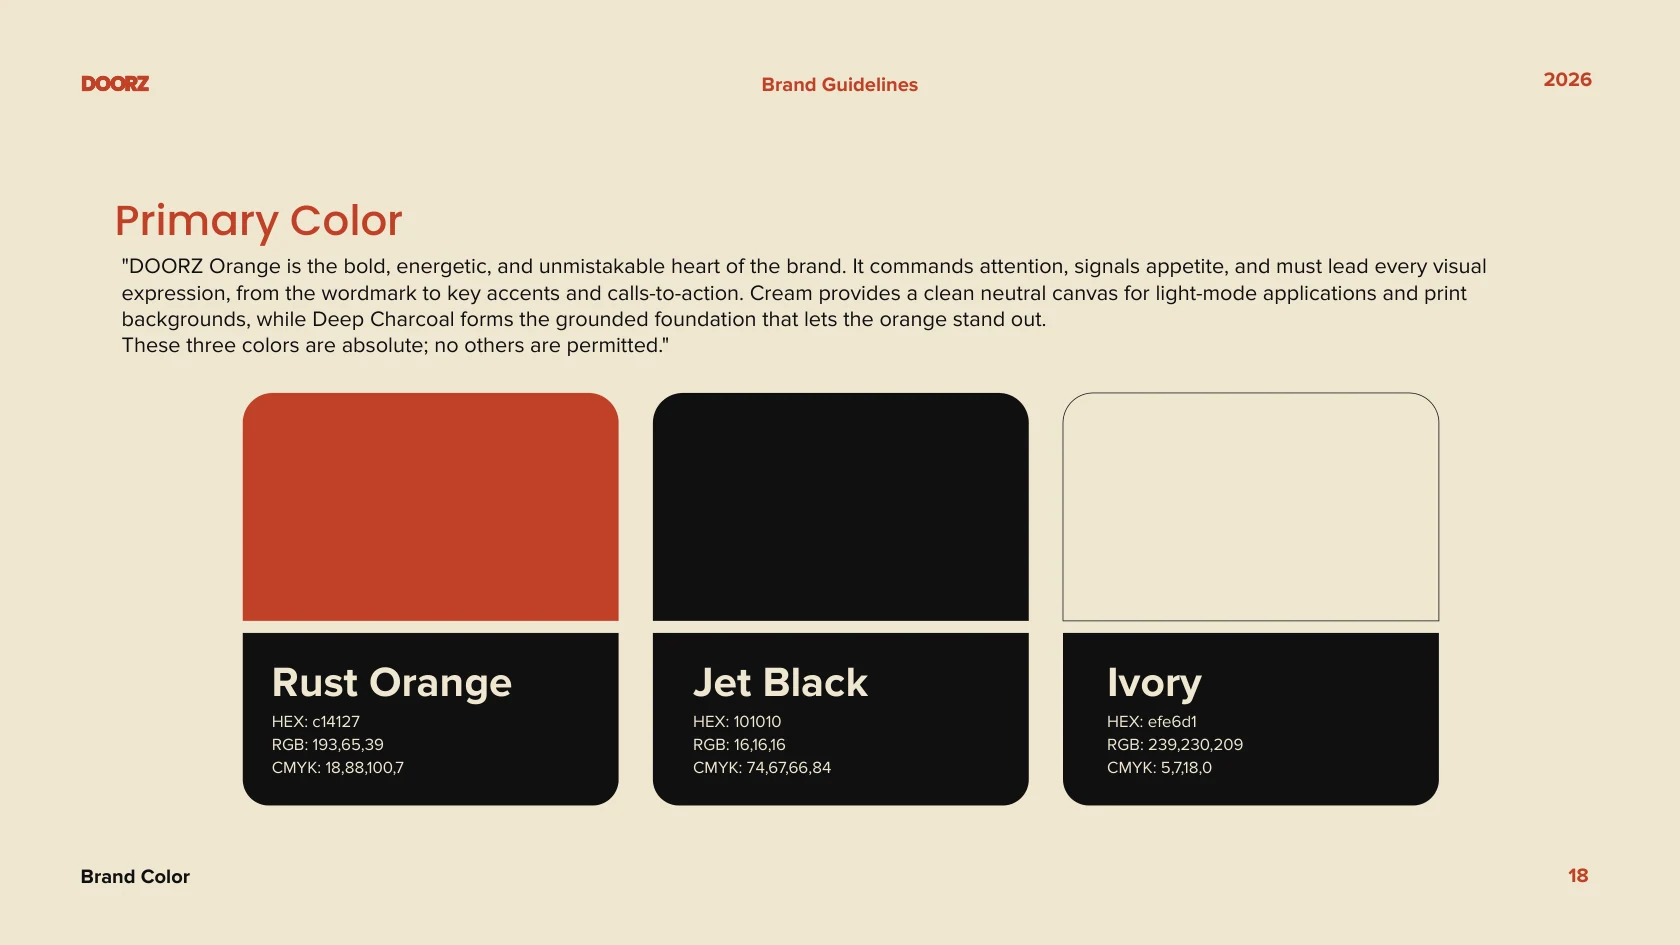 DOORZ
Brand Guidelines
2026
Primary Color
"DOORZ Orange is the bold, energetic, and unmistakable heart of the brand. It commands attention, signals appetite, and must lead every visual
expression, from the wordmark to key accents and calls-to-action. Cream provides a clean neutral canvas for light-mode applications and print
backgrounds, while Deep Charcoal forms the grounded foundation that lets the orange stand out.
These three colors are absolute; no others are permitted."
Rust Orange
HEX: c14127
RGB: 193,65,39
CMYK: 18,88,100,7
Jet Black
HEX: 101010
RGB: 16,16,16
CMYK: 74,67,66,84
Ivory
HEX: efe6d1
RGB: 239,230,209
CMYK: 5,7,18,0
Brand Color
18